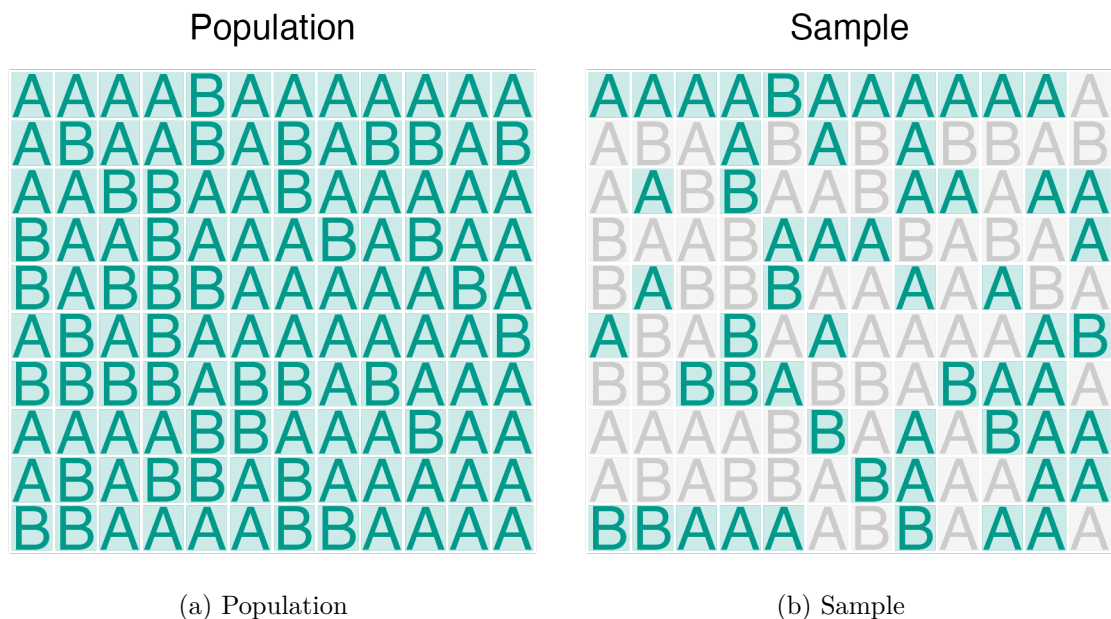 Population
AAAABAAAAAAA
ABAABABABBAB
AABBAABAAAAA
BAABAAABABAA
BABBBAAAAABA
ABABAAAAAAAB
BBBBABBABAAA
AAAABBAAABAA
ABABBABAAAAA
BBAAAABBAAAA
(a) Population
Sample
AAAABAAAAAAA
ABAABABABBAB
AABBAABAAAAA
BAABAAABABAA
BABBBAAAAABA
ABABAAAAAAAB
BBBBABBABAAA
AAAABBAAABAA
ABABBABAAAAA
BBAAAABBAAAA
(b) Sample